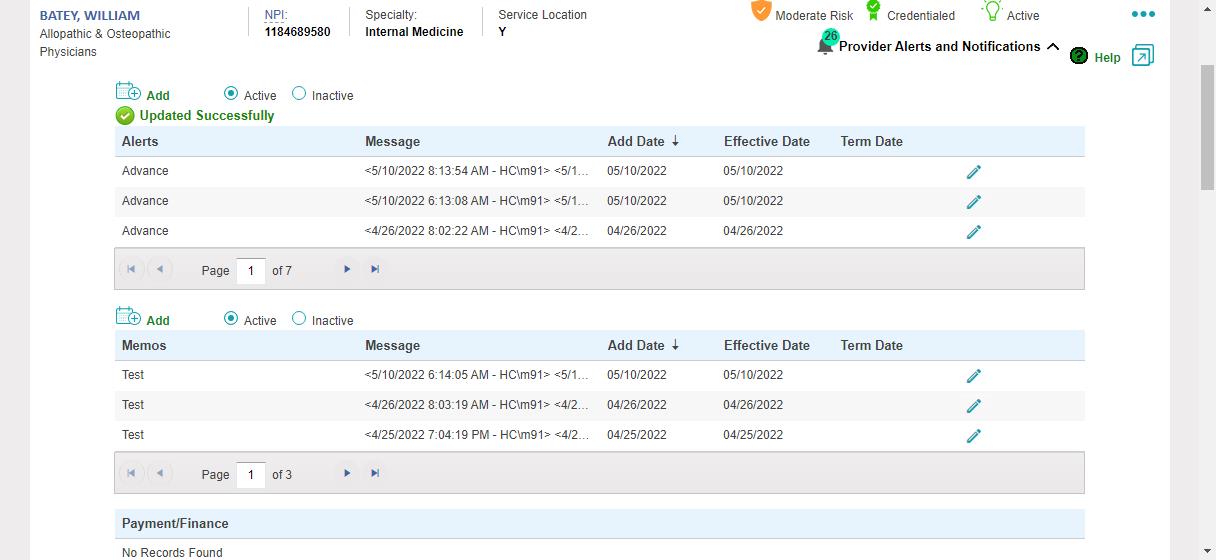 BATEY, WILLIAM
Allopathic & Osteopathic
Physicians
NPI:
1184689580
Specialty:
Internal Medicine
Service Location
Y
Moderate Risk
Credentialed
Active
26
Provider Alerts and Notifications
? Help
Add
Active
Inactive
Updated Successfully
Alerts Message Add Date ↓ Effective Date Term Date
Advance <5/10/2022 8:13:54 AM - HC\m91> <5/1... 05/10/2022 05/10/2022
Advance <5/10/2022 6:13:08 AM - HC\m91> <5/1... 05/10/2022 05/10/2022
Advance <4/26/2022 8:02:22 AM - HC\m91> <4/2... 04/26/2022 04/26/2022
Page 1 of 7
Add
Active
Inactive
Memos Message Add Date ↓ Effective Date Term Date
Test <5/10/2022 6:14:05 AM - HC\m91> <5/1... 05/10/2022 05/10/2022
Test <4/26/2022 8:03:19 AM - HC\m91> <4/2... 04/26/2022 04/26/2022
Test <4/25/2022 7:04:19 PM - HC\m91> <4/2... 04/25/2022 04/25/2022
Page 1 of 3
Payment/Finance
No Records Found